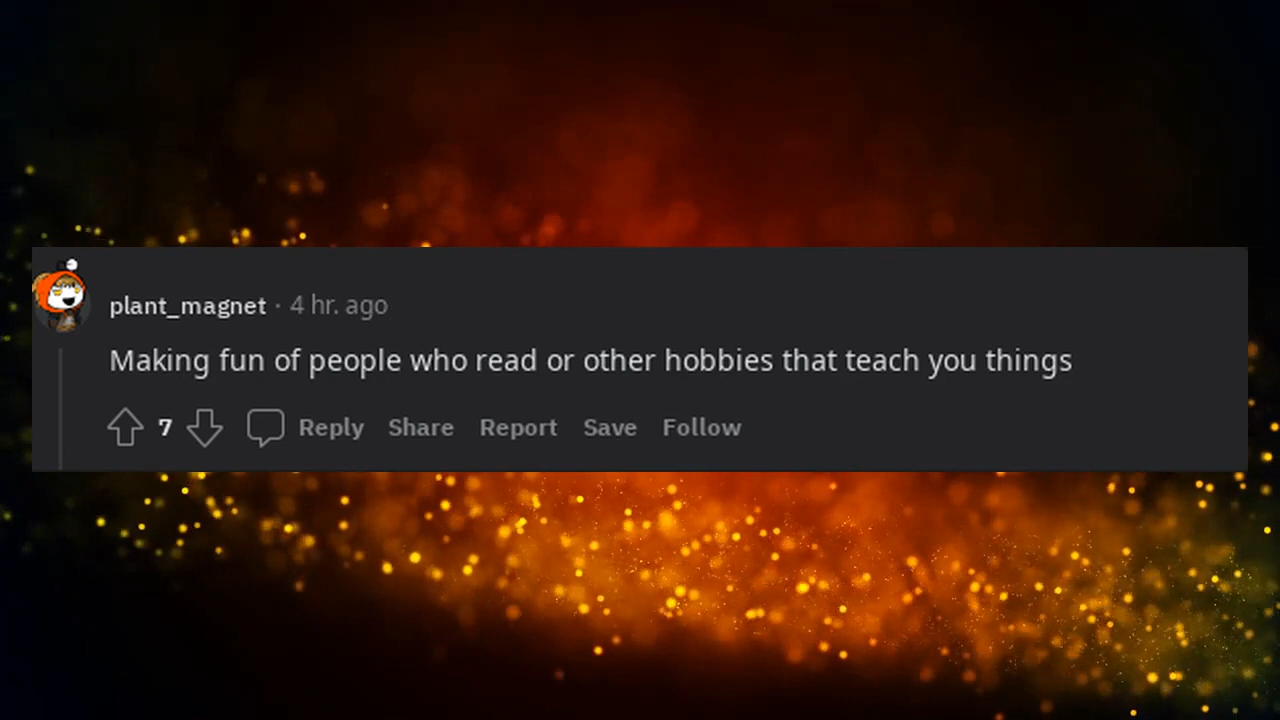 plant_magnet · 4 hr. ago
Making fun of people who read or other hobbies that teach you things
7 Reply Share Report Save Follow